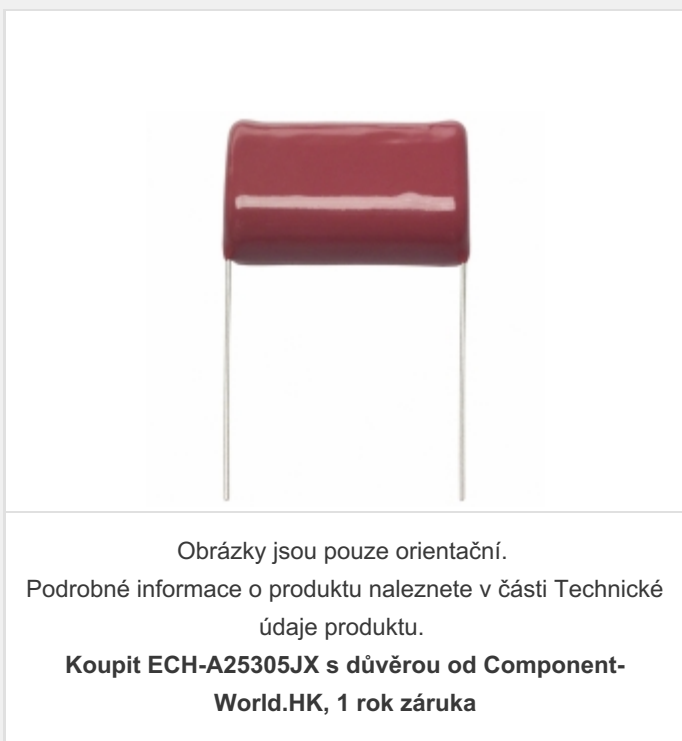 Obrázky jsou pouze orientační.
Podrobné informace o produktu naleznete v části Technické
údaje produktu.
Koupit ECH-A25305JX s důvěrou od Component-
World.HK, 1 rok záruka